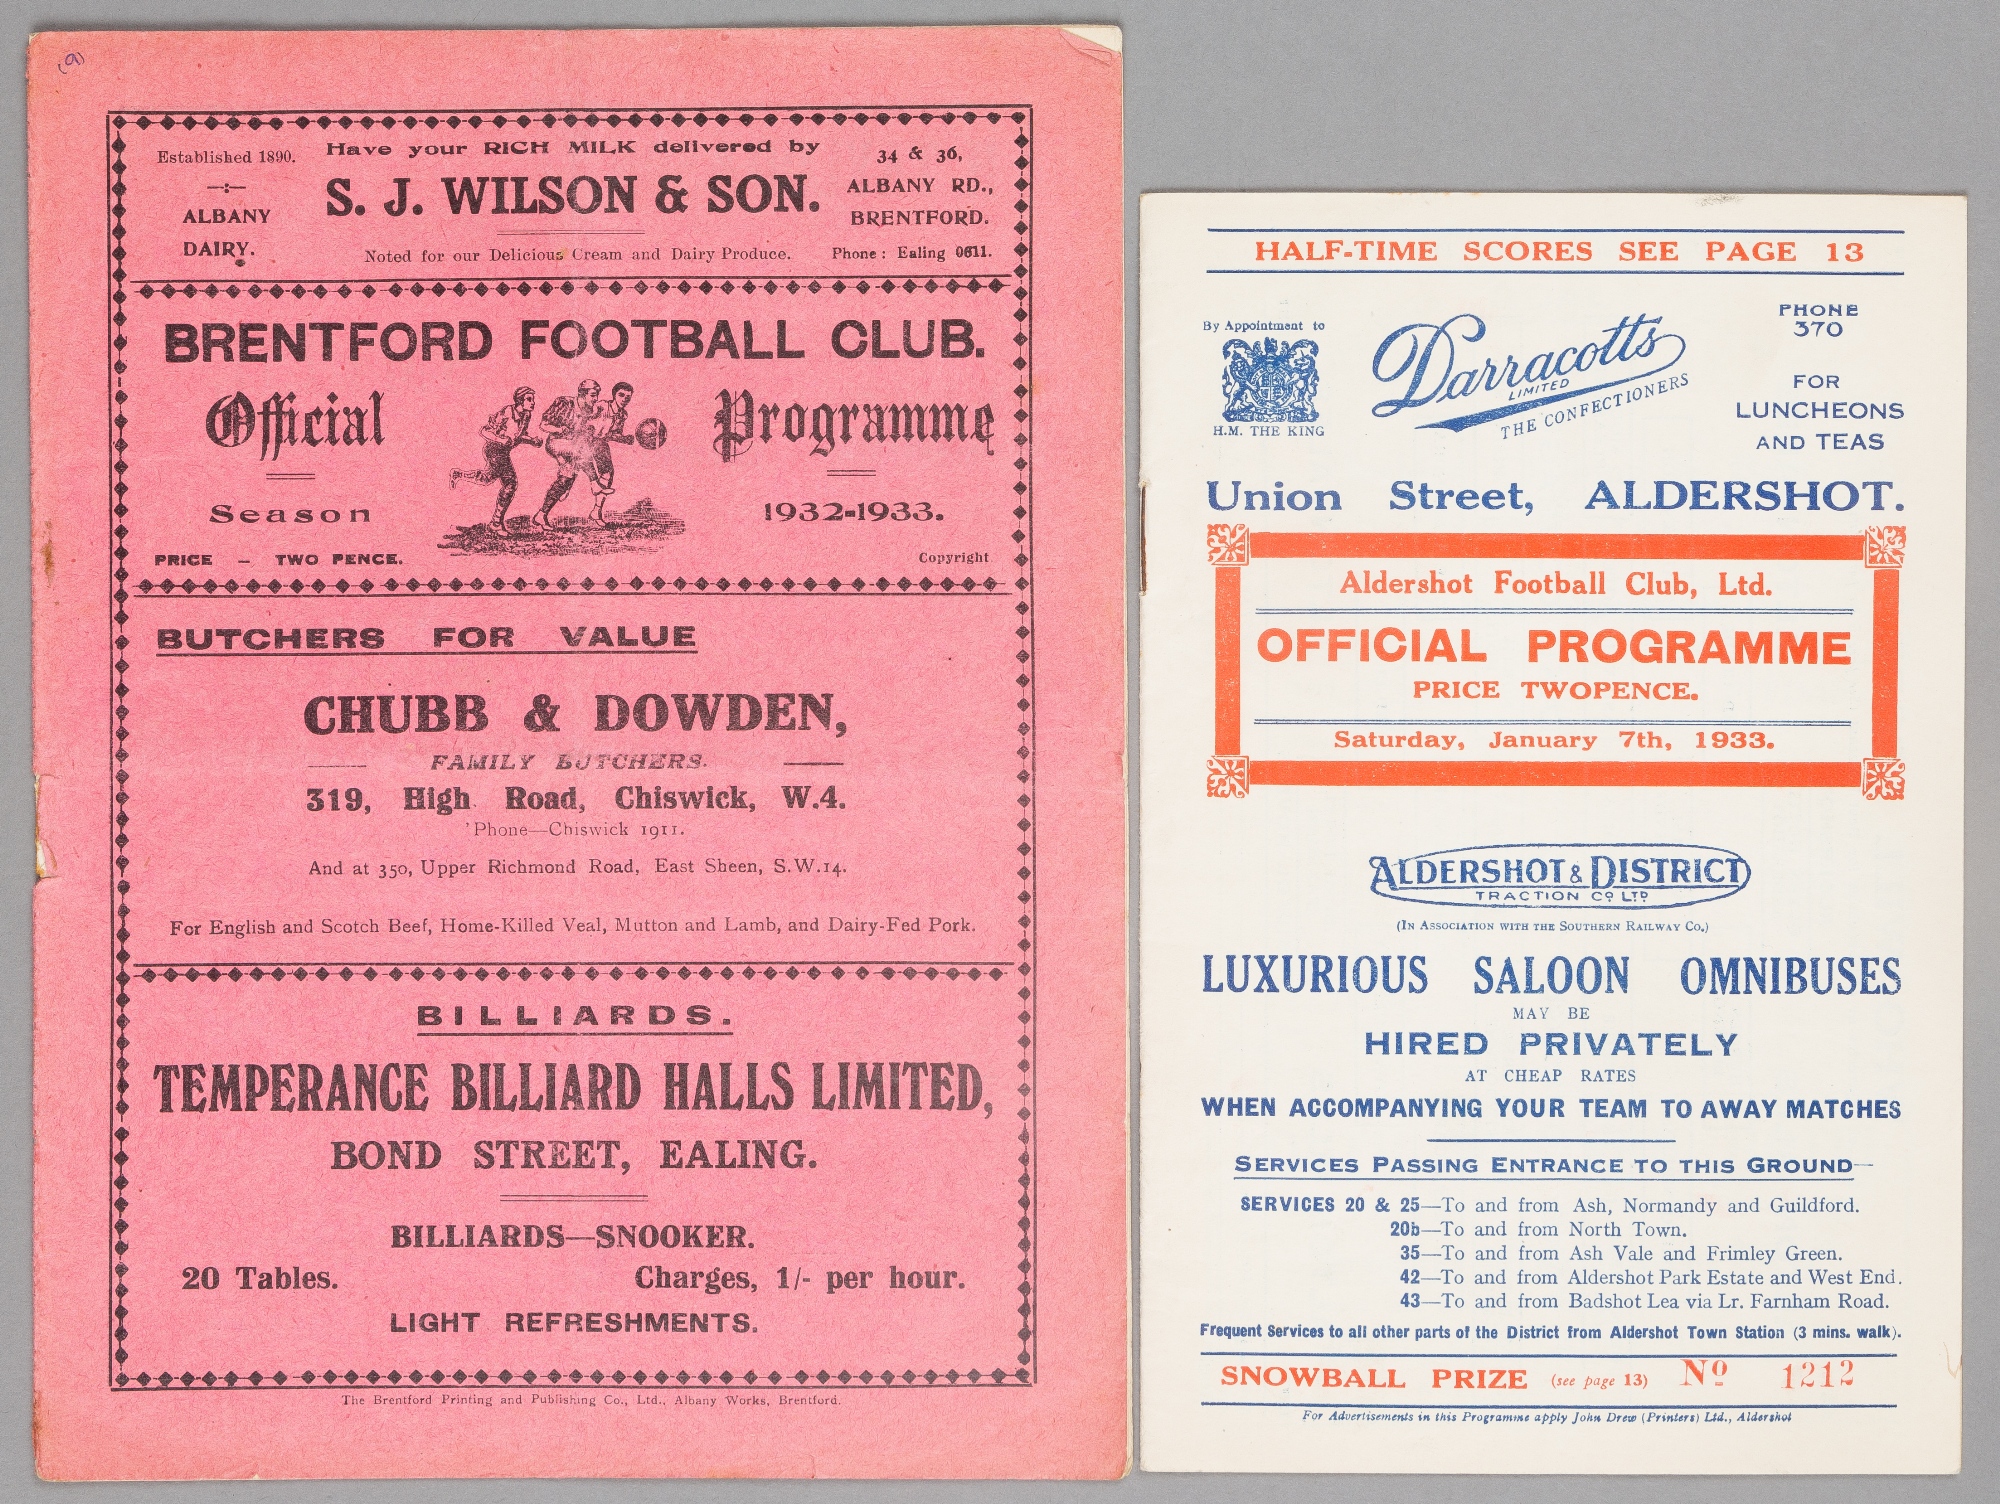 (9)
Established 1890.
ALBANY
DAIRY.
Have your RICH MILK delivered by
S. J. WILSON & SON.
Noted for our Delicious Cream and Dairy Produce.
34 & 36,
ALBANY RD.,
BRENTFORD.
Phone: Ealing 0611.
BRENTFORD FOOTBALL CLUB.
Official Programme
Season 1932-1933.
PRICE - TWO PENCE.
Copyright
BUTCHERS FOR VALUE
CHUBB & DOWDEN,
FAMILY BUTCHERS.
319, High Road, Chiswick, W.4.
'Phone—Chiswick 1911.
And at 350, Upper Richmond Road, East Sheen, S.W.14.
For English and Scotch Beef, Home-Killed Veal, Mutton and Lamb, and Dairy-Fed Pork.
BILLIARDS.
TEMPERANCE BILLIARD HALLS LIMITED,
BOND STREET, EALING.
BILLIARDS—SNOOKER.
20 Tables. Charges, 1/- per hour.
LIGHT REFRESHMENTS.
The Brentford Printing and Publishing Co., Ltd., Albany Works, Brentford.
HALF-TIME SCORES SEE PAGE 13
By Appointment to
H.M. THE KING
Darracotts
LIMITED
THE CONFECTIONERS
PHONE
370
FOR
LUNCHEONS
AND TEAS
Union Street, ALDERSHOT.
Aldershot Football Club, Ltd.
OFFICIAL PROGRAMME
PRICE TWOPENCE.
Saturday, January 7th, 1933.
ALDERSHOT & DISTRICT
TRACTION CO LTD
(IN ASSOCIATION WITH THE SOUTHERN RAILWAY CO.)
LUXURIOUS SALOON OMNIBUSES
MAY BE
HIRED PRIVATELY
AT CHEAP RATES
WHEN ACCOMPANYING YOUR TEAM TO AWAY MATCHES
SERVICES PASSING ENTRANCE TO THIS GROUND—
SERVICES 20 & 25—To and from Ash, Normandy and Guildford.
20b—To and from North Town.
35—To and from Ash Vale and Frimley Green.
42—To and from Aldershot Park Estate and West End.
43—To and from Badshot Lea via Lr. Farnham Road.
Frequent Services to all other parts of the District from Aldershot Town Station (3 mins. walk).
SNOWBALL PRIZE (see page 13) No 1212
For Advertisements in this Programme apply John Drew (Printers) Ltd., Aldershot